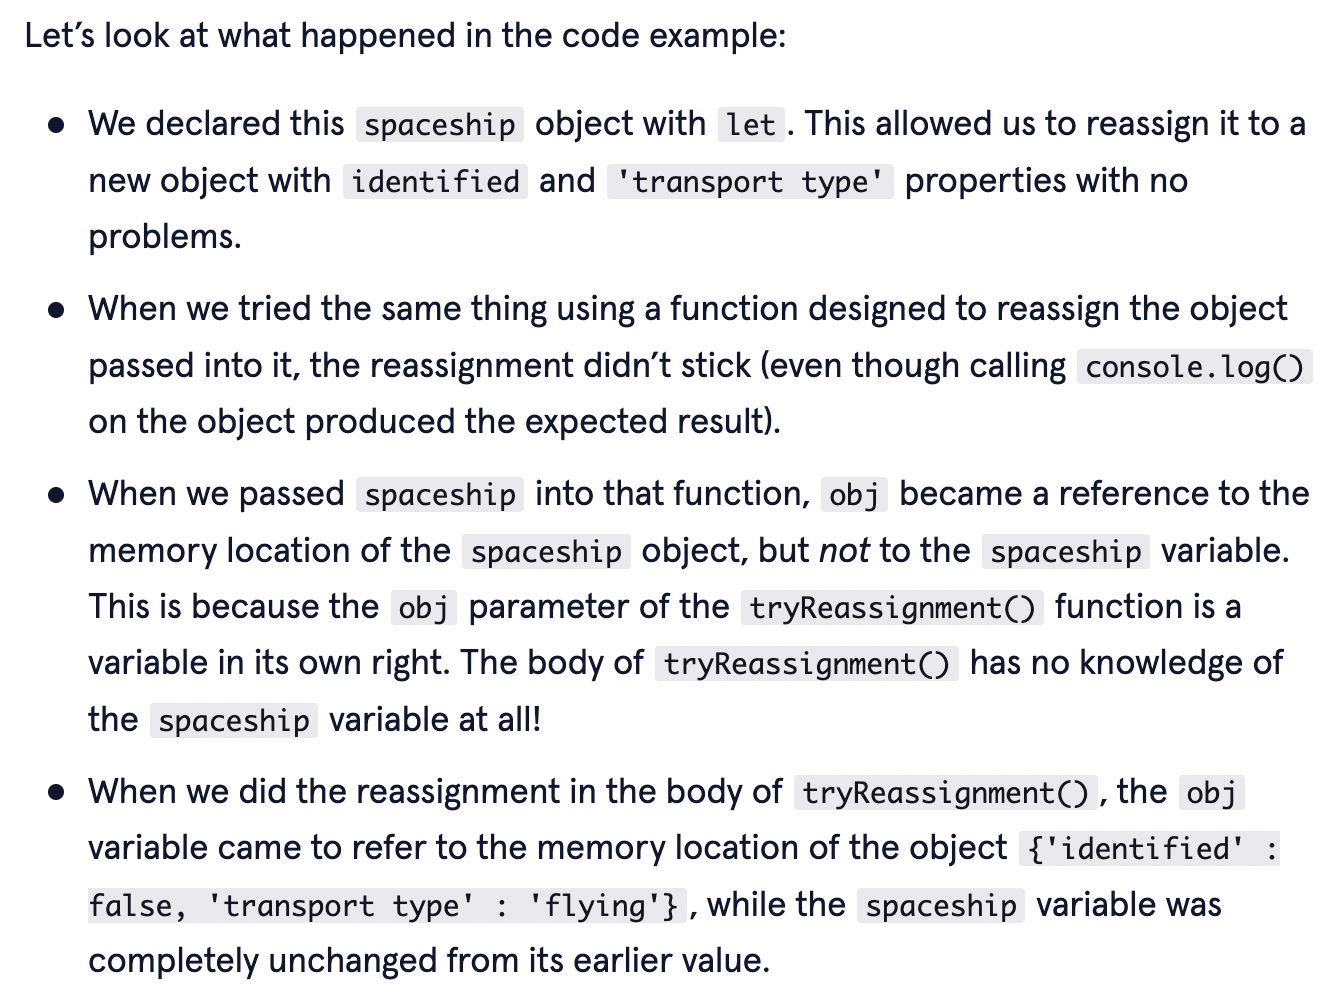 Let’s look at what happened in the code example:
● We declared this spaceship object with let . This allowed us to reassign it to a
new object with identified and 'transport type' properties with no
problems.
● When we tried the same thing using a function designed to reassign the object
passed into it, the reassignment didn’t stick (even though calling console.log()
on the object produced the expected result).
● When we passed spaceship into that function, obj became a reference to the
memory location of the spaceship object, but not to the spaceship variable.
This is because the obj parameter of the tryReassignment() function is a
variable in its own right. The body of tryReassignment() has no knowledge of
the spaceship variable at all!
● When we did the reassignment in the body of tryReassignment() , the obj
variable came to refer to the memory location of the object {'identified' :
false, 'transport type' : 'flying'} , while the spaceship variable was
completely unchanged from its earlier value.